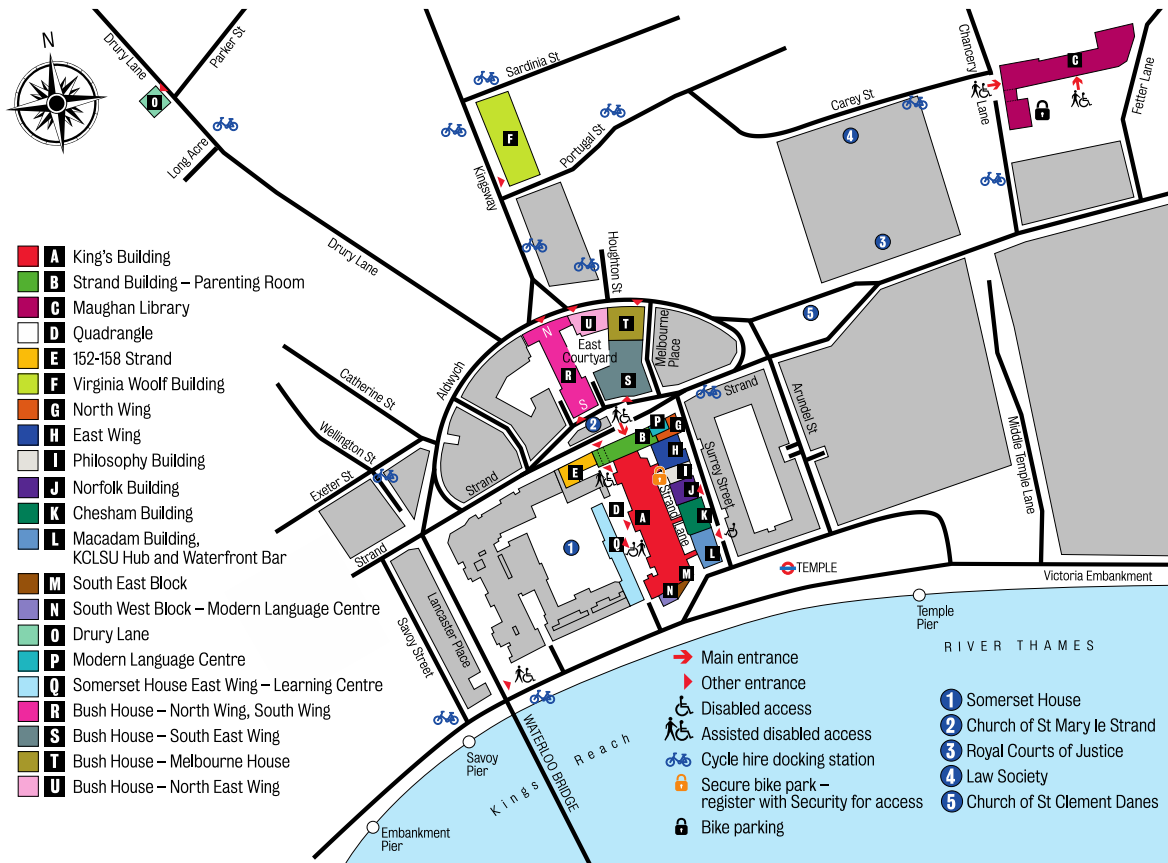 N
Drury Lane
Parker St
O
Long Acre
Drury Lane
Sardinia St
F
Kingsway
Portugal St
Houghton St
Chancery
Lane
Carey St
C
Fetter Lane
4
3
5
A King's Building
B Strand Building – Parenting Room
C Maughan Library
D Quadrangle
E 152-158 Strand
F Virginia Woolf Building
G North Wing
H East Wing
I Philosophy Building
J Norfolk Building
K Chesham Building
L Macadam Building,
KCLSU Hub and Waterfront Bar
M South East Block
N South West Block – Modern Language Centre
O Drury Lane
P Modern Language Centre
Q Somerset House East Wing – Learning Centre
R Bush House – North Wing, South Wing
S Bush House – South East Wing
T Bush House – Melbourne House
U Bush House – North East Wing
Aldwych
Catherine St
Wellington St
Exeter St
Strand
Strand
N
U
T
East
Courtyard
R
S
S
Melbourne
Place
2
Strand
P
G
B
H
E
I
J
Strand Lane
Surrey Street
D
A
K
Q
L
M
N
1
Arundel St
Middle Temple Lane
TEMPLE
Victoria Embankment
Temple
Pier
RIVER THAMES
Lancaster Place
Savoy Street
Savoy
Pier
WATERLOO BRIDGE
Kings Reach
Embankment
Pier
Main entrance
Other entrance
Disabled access
Assisted disabled access
Cycle hire docking station
Secure bike park –
register with Security for access
Bike parking
1 Somerset House
2 Church of St Mary le Strand
3 Royal Courts of Justice
4 Law Society
5 Church of St Clement Danes